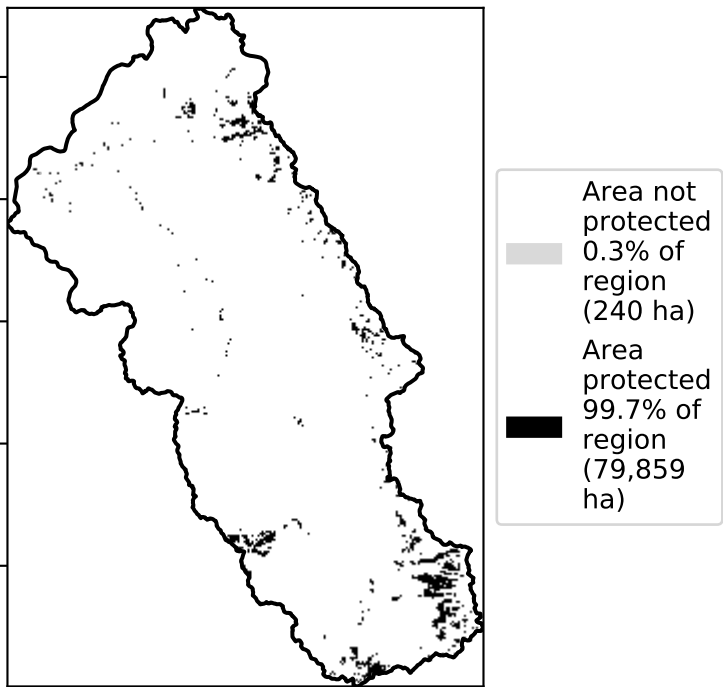 Area not
protected
0.3% of
region
(240 ha)
Area
protected
99.7% of
region
(79,859
ha)